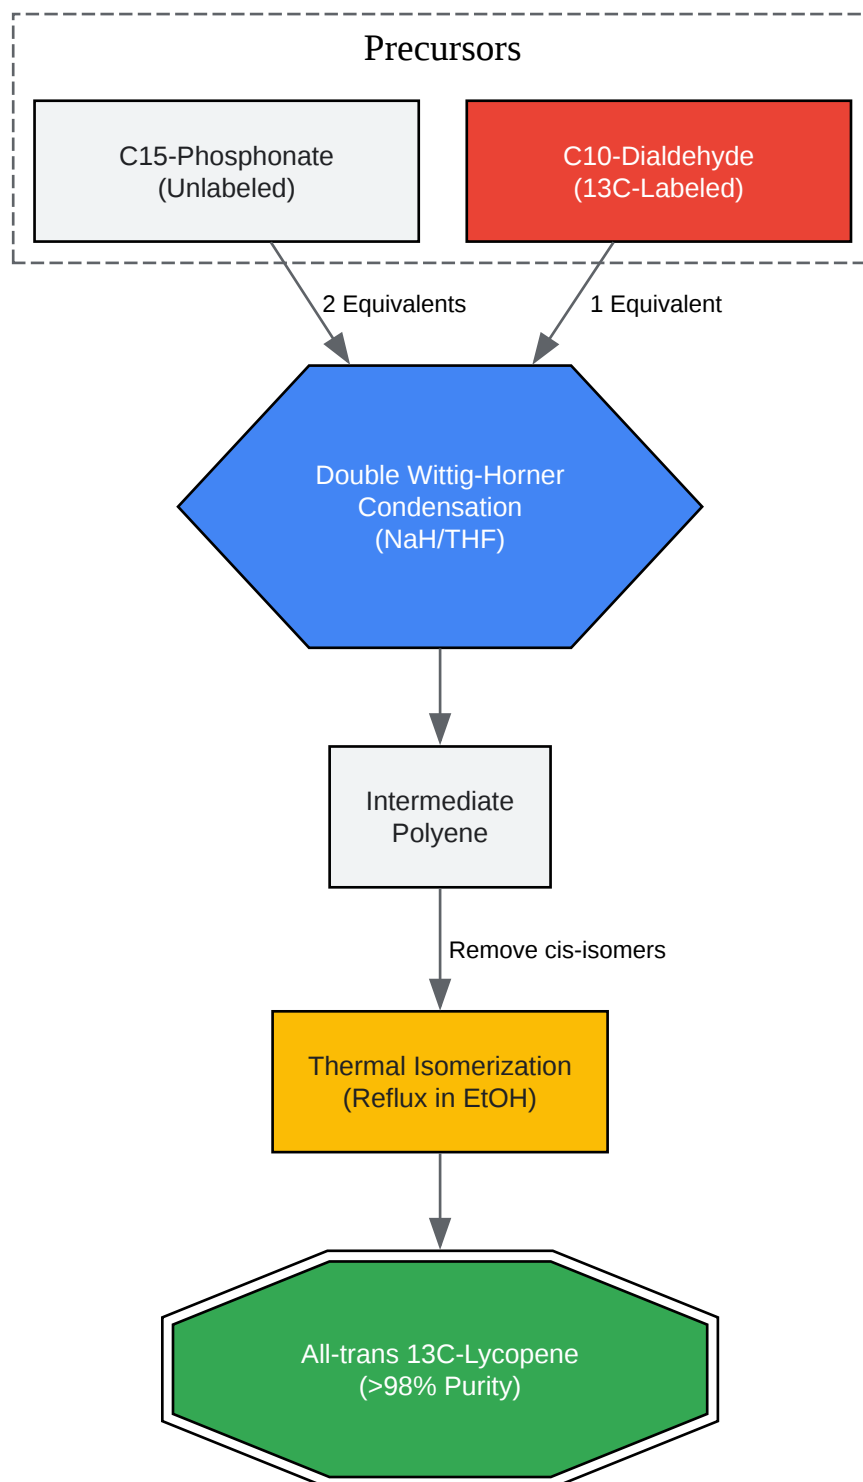 Precursors
C15-Phosphonate
(Unlabeled)
C10-Dialdehyde
(13C-Labeled)
2 Equivalents
1 Equivalent
Double Wittig-Horner
Condensation
(NaH/THF)
Intermediate
Polyene
Remove cis-isomers
Thermal Isomerization
(Reflux in EtOH)
All-trans 13C-Lycopene
(>98% Purity)